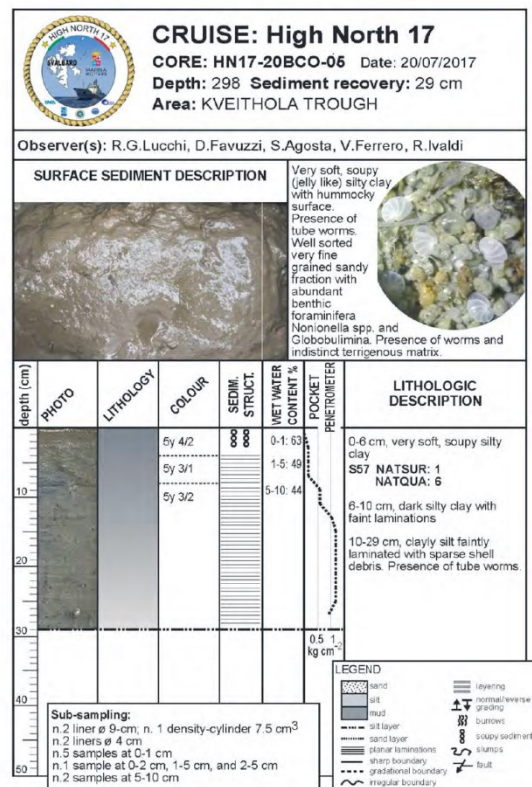 HIGH NORTH 17
SVALBARD
CRUISE: High North 17
CORE: HN17-20BCO-05 Date: 20/07/2017
Depth: 298 Sediment recovery: 29 cm
Area: KVEITHOLA TROUGH
Observer(s): R.G.Lucchi, D.Favuzzi, S.Agosta, V.Ferrero, R.Ivaldi
SURFACE SEDIMENT DESCRIPTION
Very soft, soupy
(jelly like) silty clay
with hummocky
surface.
Presence of
tube worms.
Well sorted
very fine
grained sandy
fraction with
abundant
benthic
foraminifera
Nonionella spp. and
Globobulimina. Presence of worms and
indistinct terrigenous matrix.
depth (cm)
PHOTO
LITHOLOGY
COLOUR
SEDIM.
STRUCT.
WET WATER
CONTENT %
POCKET
PENETROMETER
LITHOLOGIC
DESCRIPTION
5y 4/2
5y 3/1
5y 3/2
0-1: 63
1-5: 49
5-10: 44
0-6 cm, very soft, soupy silty
clay
S57 NATSUR: 1
NATQUA: 6
6-10 cm, dark silty clay with
faint laminations
10-29 cm, clayly silt faintly
laminated with sparse shell
debris. Presence of tube worms.
10
20
30
40
50
0.5 1
kg cm-2
Sub-sampling:
n.2 liner ø 9-cm; n. 1 density-cylinder 7.5 cm3
n.2 liners ø 4 cm
n.5 samples at 0-1 cm
n.1 sample at 0-2 cm, 1-5 cm, and 2-5 cm
n.2 samples at 5-10 cm
LEGEND
sand
silt
mud
silt layer
sand layer
planar laminations
sharp boundary
gradational boundary
irregular boundary
layering
normal/reverse
grading
burrows
soupy sediment
slumps
fault